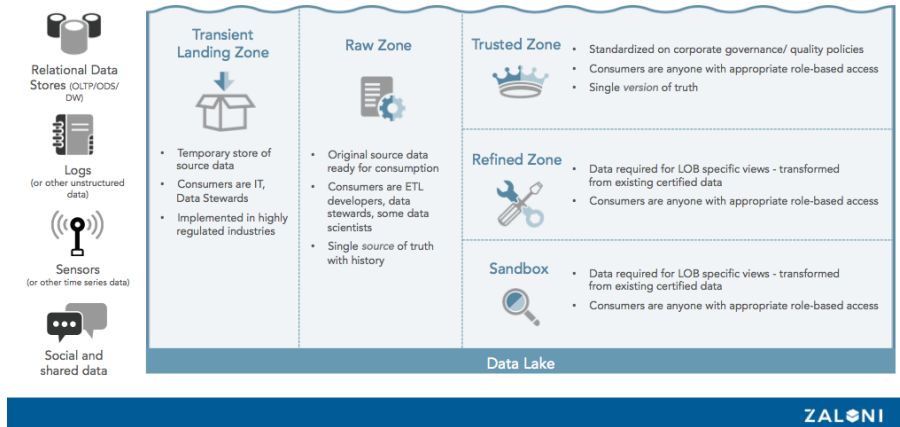 Relational Data
Stores (OLTP/ODS/
DW)
Logs
(or other unstructured
data)
Sensors
(or other time series data)
Social and
shared data
Transient
Landing Zone
• Temporary store of
source data
• Consumers are IT,
Data Stewards
• Implemented in highly
regulated industries
Raw Zone
• Original source data
ready for consumption
• Consumers are ETL
developers, data
stewards, some data
scientists
• Single source of truth
with history
Trusted Zone
• Standardized on corporate governance/ quality policies
• Consumers are anyone with appropriate role-based access
• Single version of truth
Refined Zone
• Data required for LOB specific views - transformed
from existing certified data
• Consumers are anyone with appropriate role-based access
Sandbox
• Data required for LOB specific views - transformed
from existing certified data
• Consumers are anyone with appropriate role-based access
Data Lake
ZALONI